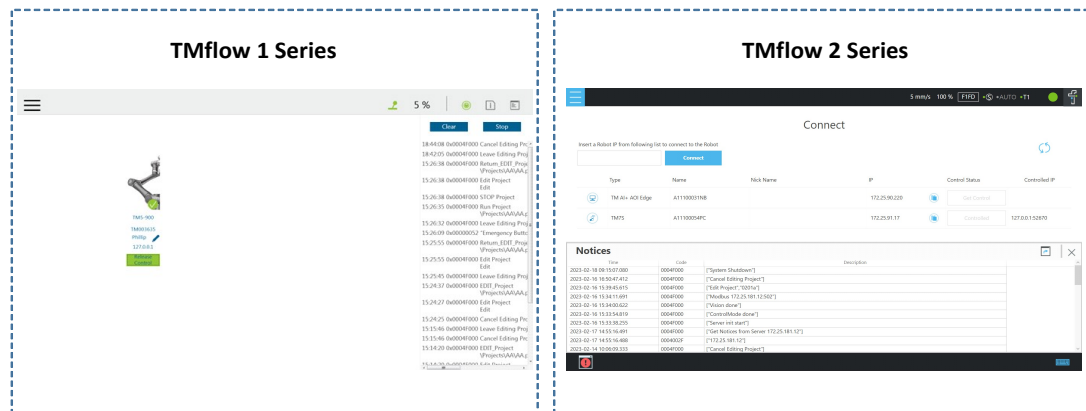 TMflow 1 Series
5 %
Clear Stop
18:44:08 0x0004F000 Cancel Editing Pro
18:42:05 0x0004F000 Leave Editing Proj
15:26:38 0x0004F000 Return_EDIT_Proje
\Projects\AA\AA.p
15:26:38 0x0004F000 Edit Project
Edit
15:26:38 0x0004F000 STOP Project
15:26:35 0x0004F000 Run Project
\Projects\AA\AA.p
15:26:32 0x0004F000 Leave Editing Proj
15:26:09 0x00000052 "Emergency Butto
15:25:55 0x0004F000 Return_EDIT_Proje
\Projects\AA\AA.p
15:25:55 0x0004F000 Edit Project
Edit
15:25:45 0x0004F000 Leave Editing Proj
15:24:37 0x0004F000 EDIT_Project
\Projects\AA\AA.p
15:24:27 0x0004F000 Edit Project
Edit
15:24:25 0x0004F000 Cancel Editing Pro
15:15:46 0x0004F000 Leave Editing Proj
15:15:46 0x0004F000 Cancel Editing Pro
15:14:20 0x0004F000 EDIT_Project
\Projects\AA\AA.p
TM5-900
TM001625
Phillip
127.0.0.1
Release
Control
TMflow 2 Series
5 mm/s 100 % F1FD AUTO T1
Connect
Insert a Robot IP from following list to connect to the Robot
Connect
Type Name Nick Name IP Control Status Controlled IP
TM AI+ AOI Edge A11100031NB 172.25.90.220 Get Control
TM7S A11100054PC 172.25.91.17 Controlled 127.0.0.1:52670
Notices
Time Code Description
2023-02-18 09:15:07.080 0004F000 ["System Shutdown"]
2023-02-16 16:50:47.412 0004F000 ["Cancel Editing Project"]
2023-02-16 15:39:45.615 0004F000 ["Edit Project","0201a"]
2023-02-16 15:34:11.691 0004F000 ["Modbus 172.25.181.12:502"]
2023-02-16 15:34:00.622 0004F000 ["Vision done"]
2023-02-16 15:33:54.819 0004F000 ["ControlMode done"]
2023-02-16 15:33:38.255 0004F000 ["Server init start"]
2023-02-17 14:55:16.491 0004F000 ["Get Notices from Server 172.25.181.12"]
2023-02-17 14:55:16.488 0004002F ["172.25.181.12"]
2023-02-14 10:06:09.333 0004F000 ["Cancel Editing Project"]